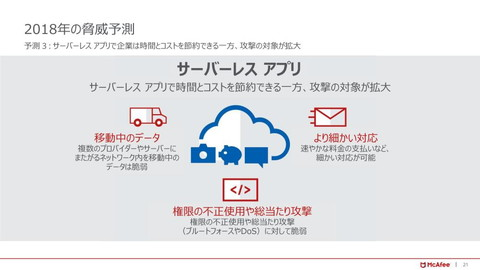 2018年の脅威予測
予測 3 : サーバーレス アプリで企業は時間とコストを節約できる一方、攻撃の対象が拡大
サーバーレス アプリ
サーバーレス アプリで時間とコストを節約できる一方、攻撃の対象が拡大
移動中のデータ
複数のプロバイダーやサーバーに
またがるネットワーク内を移動中の
データは脆弱
より細かい対応
速やかな料金の支払いなど、
細かい対応が可能
</>
権限の不正使用や総当たり攻撃
権限の不正使用や総当たり攻撃
（ブルートフォースやDoS）に対して脆弱
McAfee | 21